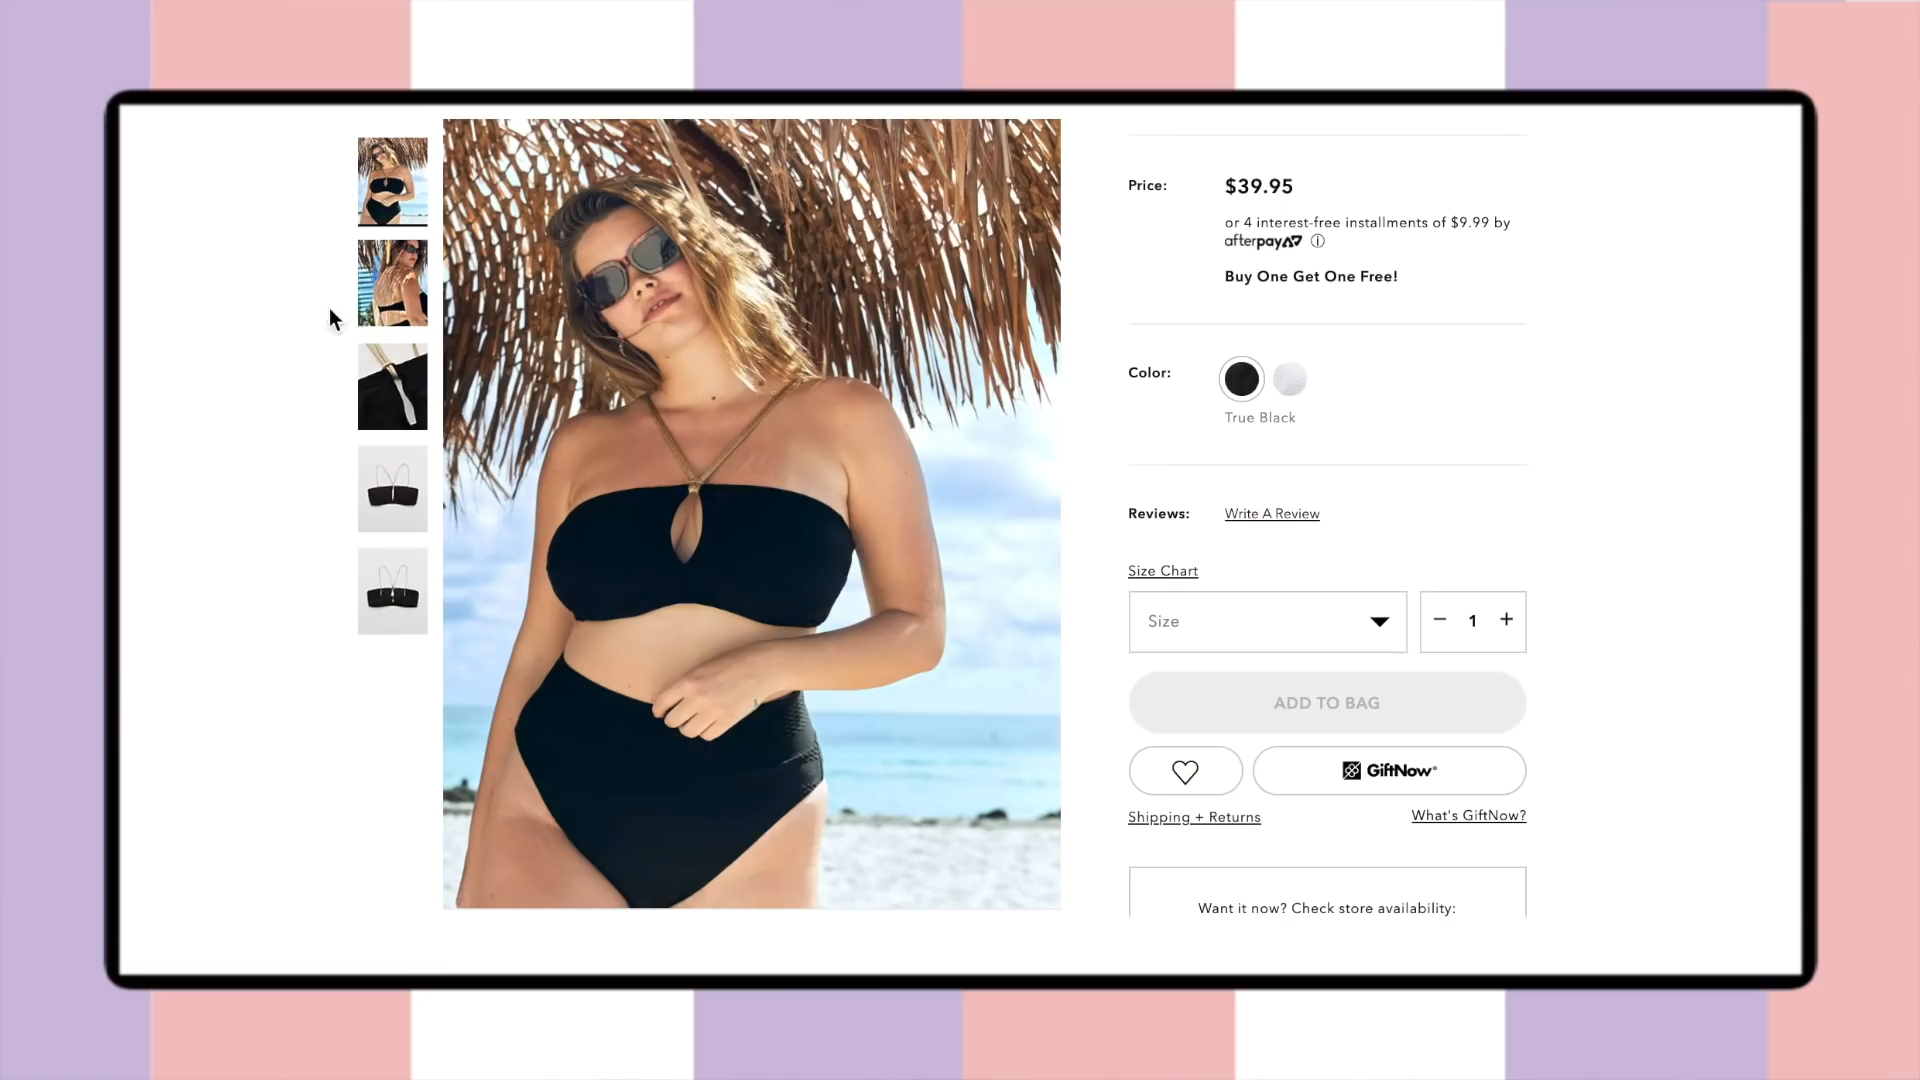 Price:
$39.95
or 4 interest-free installments of $9.99 by
afterpay
Buy One Get One Free!
Color:
True Black
Reviews:
Write A Review
Size Chart
Size
1
ADD TO BAG
GiftNow
Shipping + Returns
What's GiftNow?
Want it now? Check store availability: